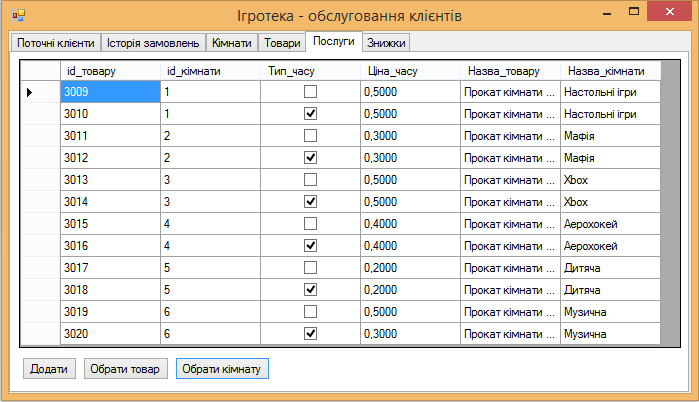 Ігротека - обслуговання клієнтів
Поточні клієнти Історія замовлень Кімнати Товари Послуги Знижки
id_товару id_кімнати Тип_часу Ціна_часу Назва_товару Назва_кімнати
3009 1 0,5000 Прокат кімнати ... Настольні ігри
3010 1 0,5000 Прокат кімнати ... Настольні ігри
3011 2 0,3000 Прокат кімнати ... Мафія
3012 2 0,3000 Прокат кімнати ... Мафія
3013 3 0,5000 Прокат кімнати ... Xbox
3014 3 0,5000 Прокат кімнати ... Xbox
3015 4 0,4000 Прокат кімнати ... Аерохокей
3016 4 0,4000 Прокат кімнати ... Аерохокей
3017 5 0,2000 Прокат кімнати ... Дитяча
3018 5 0,2000 Прокат кімнати ... Дитяча
3019 6 0,5000 Прокат кімнати ... Музична
3020 6 0,3000 Прокат кімнати ... Музична
Додати Обрати товар Обрати кімнату